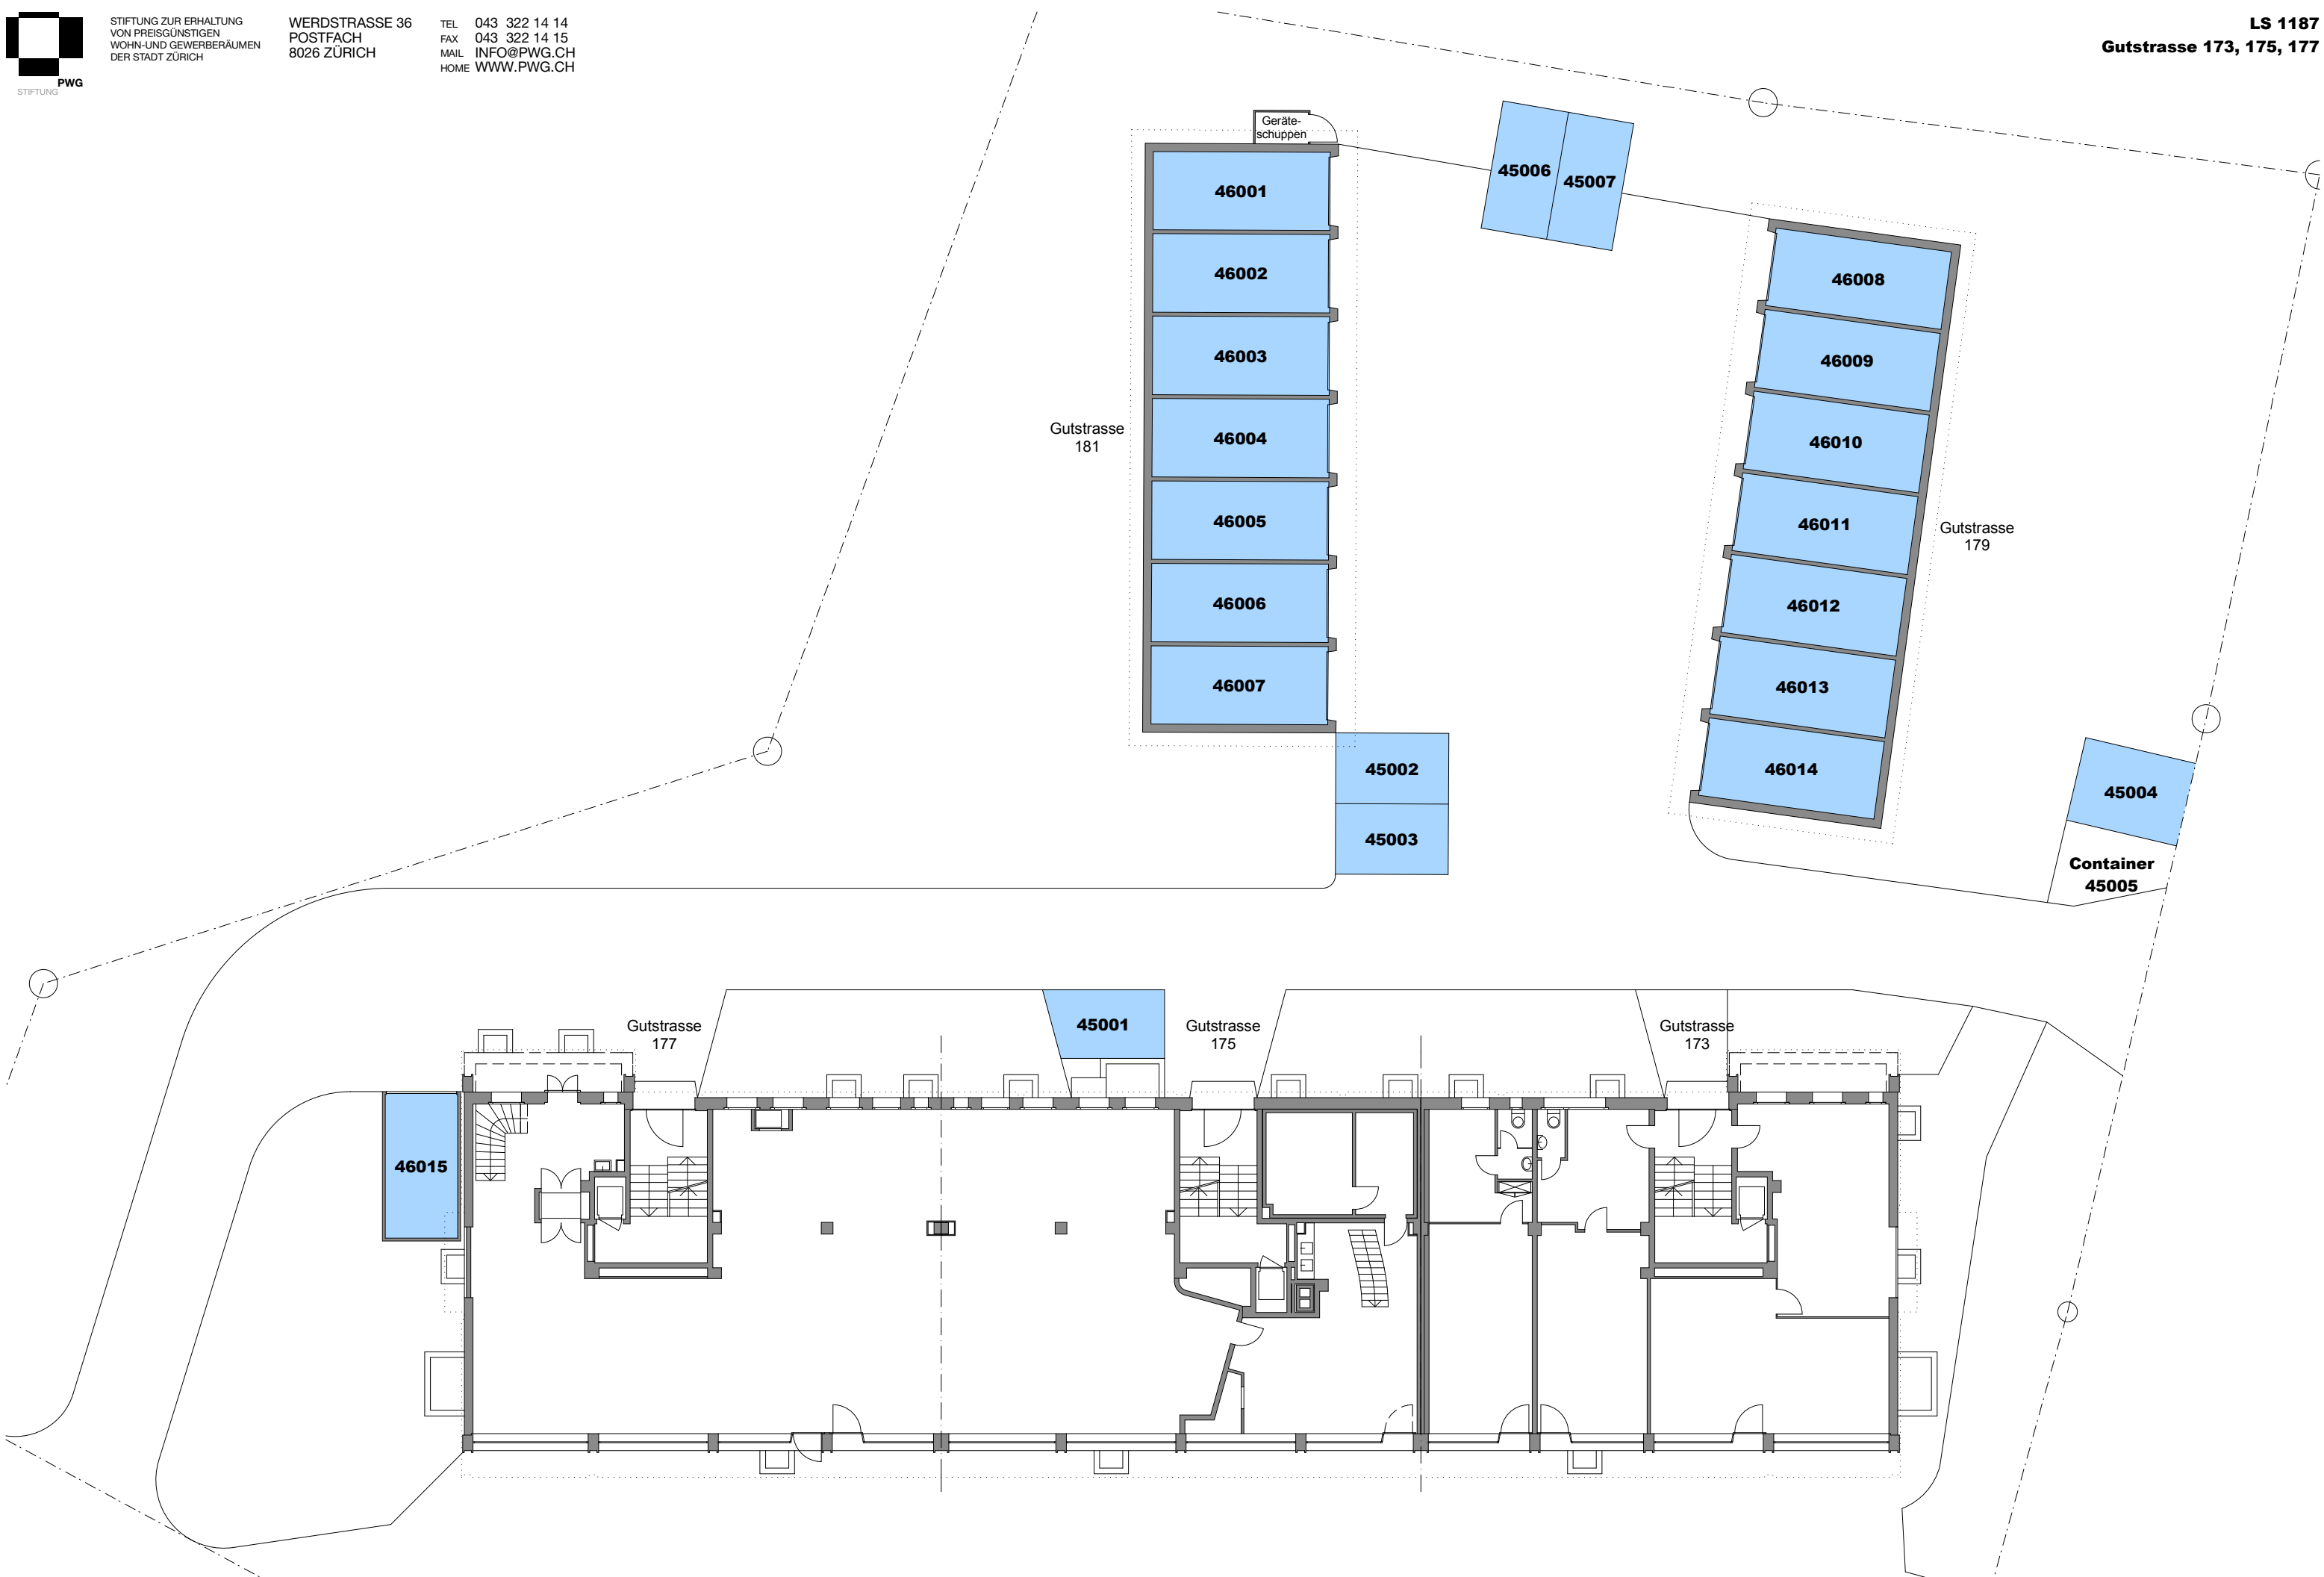 PWG
STIFTUNG
STIFTUNG ZUR ERHALTUNG
VON PREISGÜNSTIGEN
WOHN-UND GEWERBERÄUMEN
DER STADT ZÜRICH
WERDSTRASSE 36
POSTFACH
8026 ZÜRICH
TEL 043 322 14 14
FAX 043 322 14 15
MAIL INFO@PWG.CH
HOME WWW.PWG.CH
LS 1187
Gutstrasse 173, 175, 177
Geräte-
schuppen
46001
46002
46003
46004
46005
46006
46007
Gutstrasse
181
45006
45007
46008
46009
46010
46011
46012
46013
46014
Gutstrasse
179
45002
45003
45004
Container
45005
Gutstrasse
177
45001
Gutstrasse
175
Gutstrasse
173
46015